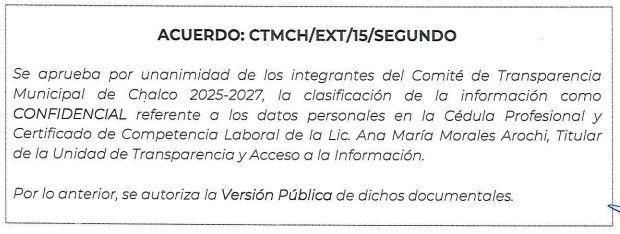 ACUERDO: CTMCH/EXT/15/SEGUNDO
Se aprueba por unanimidad de los integrantes del Comité de Transparencia
Municipal de Chalco 2025-2027, la clasificación de la información como
CONFIDENCIAL referente a los datos personales en la Cédula Profesional y
Certificado de Competencia Laboral de la Lic. Ana María Morales Arochi, Titular
de la Unidad de Transparencia y Acceso a la Información.
Por lo anterior, se autoriza la Versión Pública de dichos documentales.